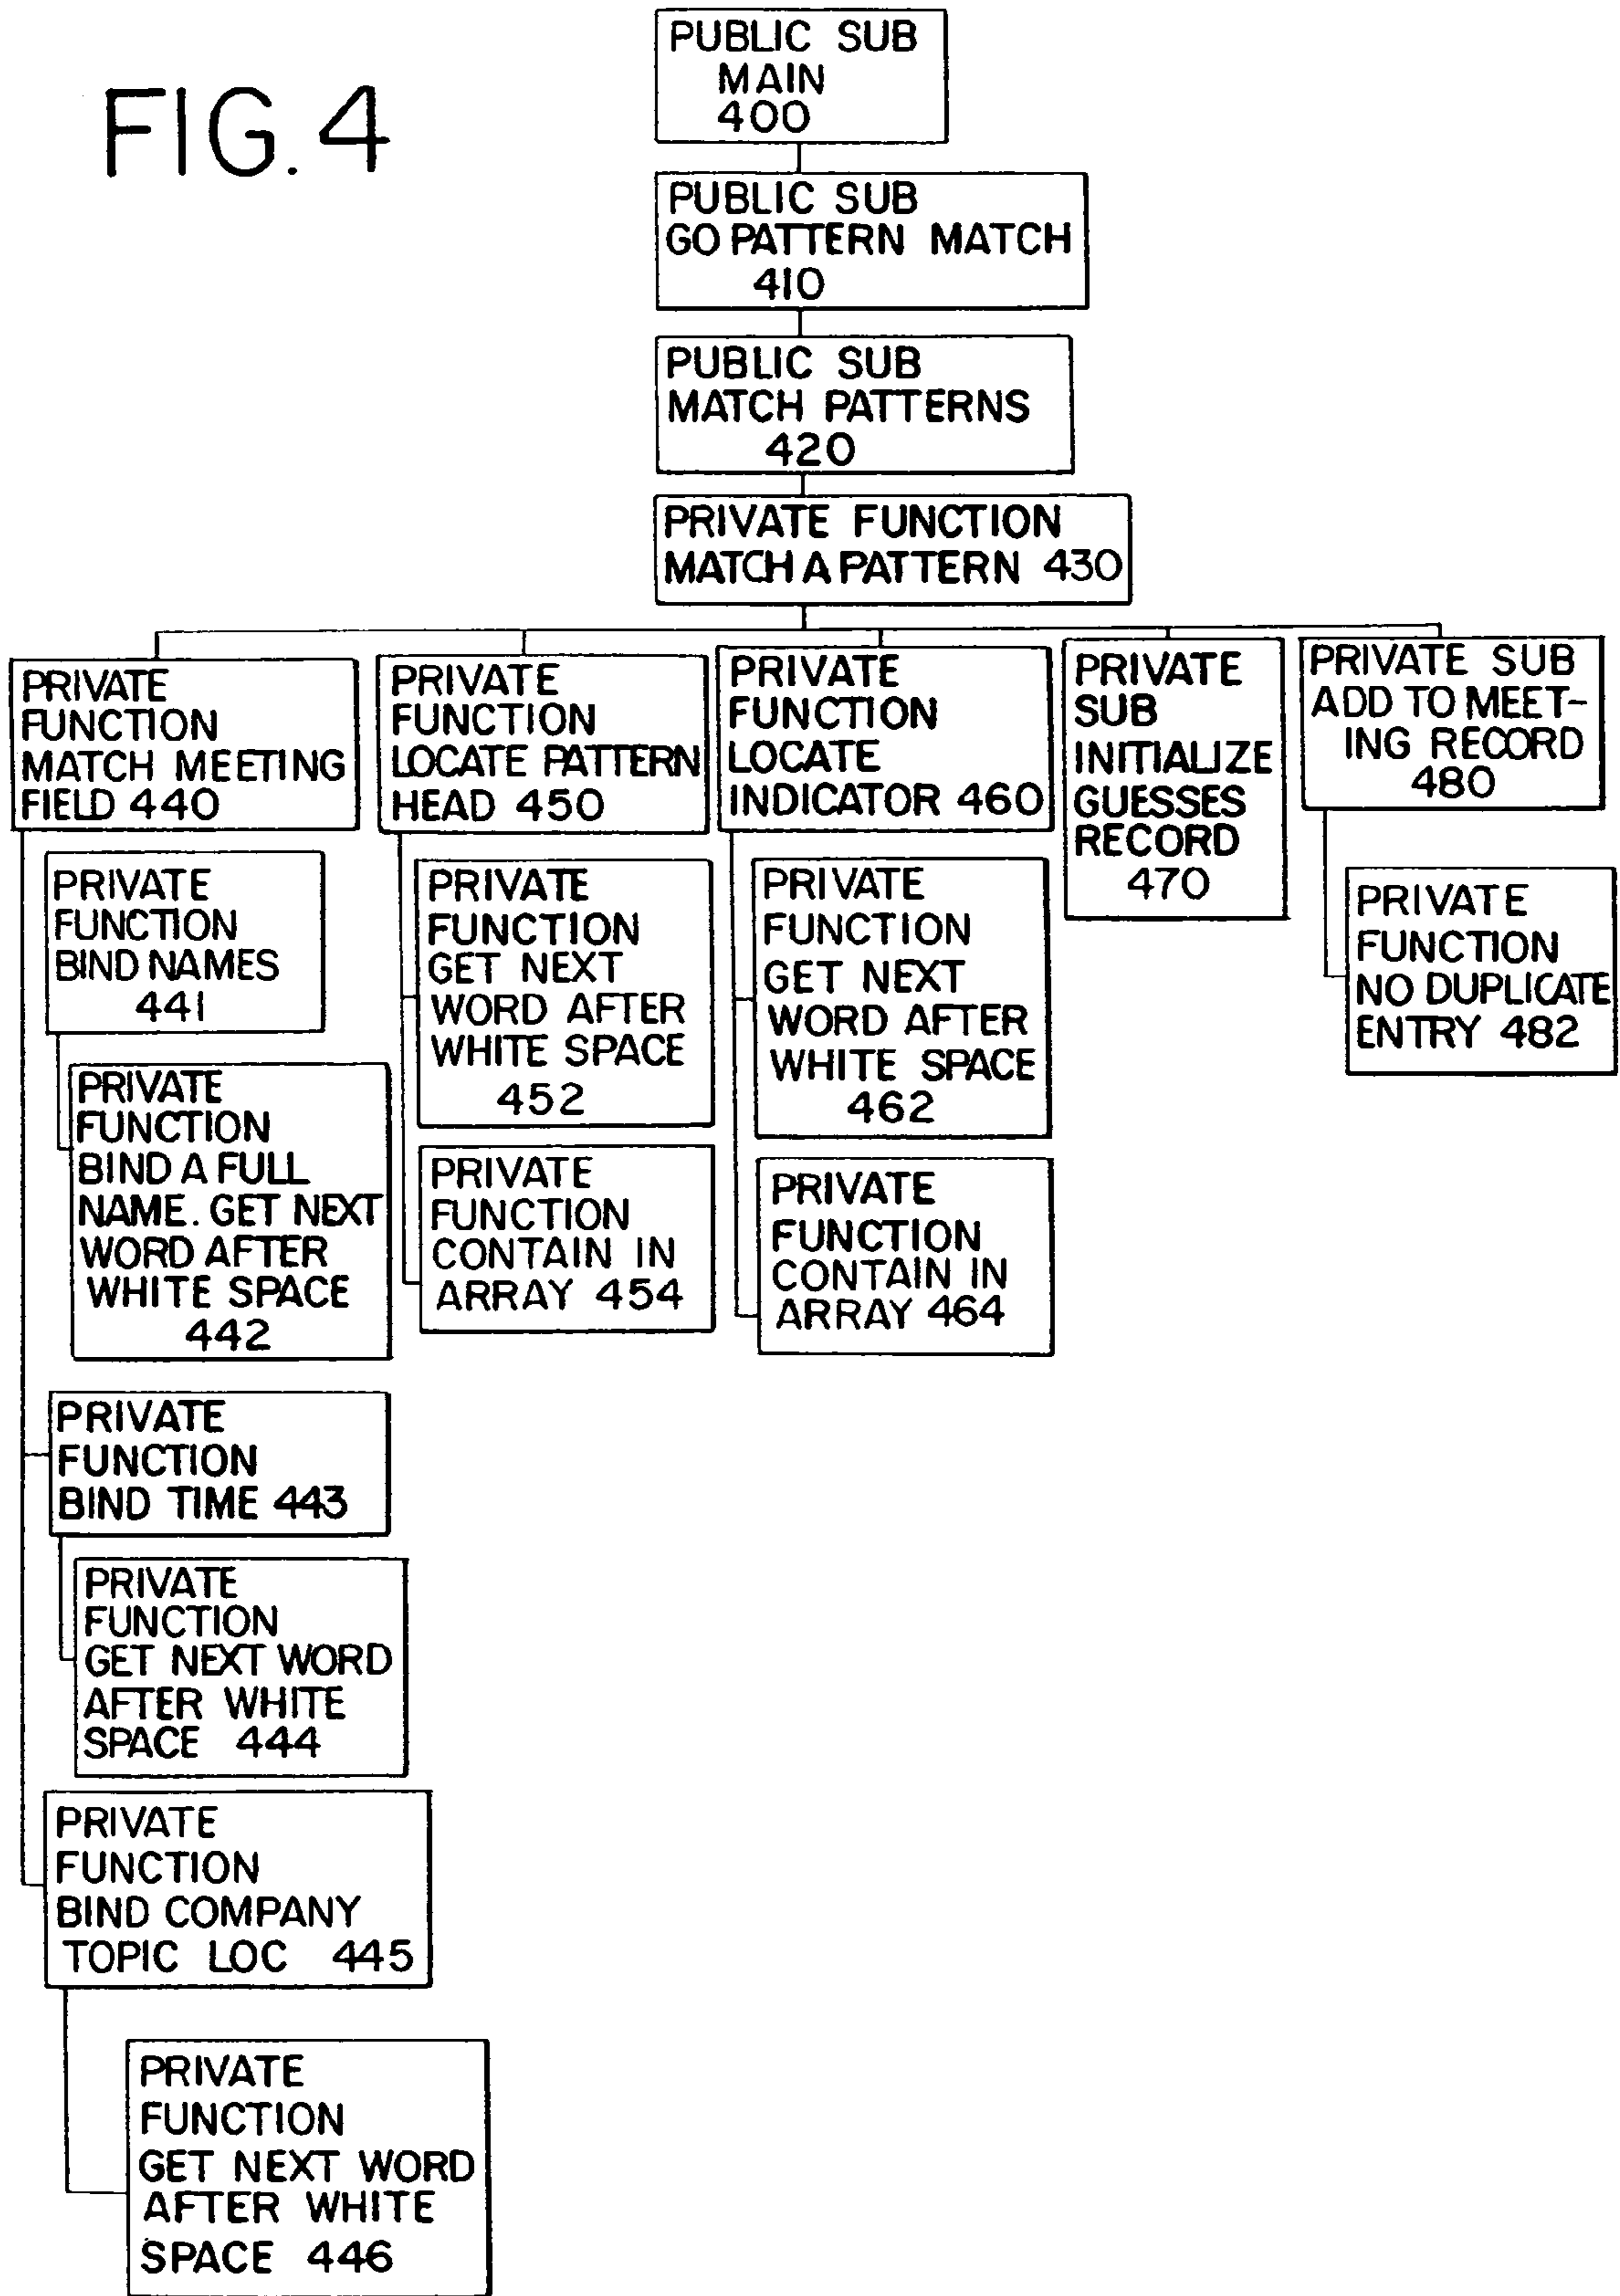 FIG. 4
PUBLIC SUB
MAIN
400
PUBLIC SUB
GO PATTERN MATCH
410
PUBLIC SUB
MATCH PATTERNS
420
PRIVATE FUNCTION
MATCH A PATTERN 430
PRIVATE
FUNCTION
MATCH MEETING
FIELD 440
PRIVATE
FUNCTION
BIND NAMES
441
PRIVATE
FUNCTION
BIND A FULL
NAME. GET NEXT
WORD AFTER
WHITE SPACE
442
PRIVATE
FUNCTION
BIND TIME 443
PRIVATE
FUNCTION
GET NEXT WORD
AFTER WHITE
SPACE 444
PRIVATE
FUNCTION
BIND COMPANY
TOPIC LOC 445
PRIVATE
FUNCTION
GET NEXT WORD
AFTER WHITE
SPACE 446
PRIVATE
FUNCTION
LOCATE PATTERN
HEAD 450
PRIVATE
FUNCTION
GET NEXT
WORD AFTER
WHITE SPACE
452
PRIVATE
FUNCTION
CONTAIN IN
ARRAY 454
PRIVATE
FUNCTION
LOCATE
INDICATOR 460
PRIVATE
FUNCTION
GET NEXT
WORD AFTER
WHITE SPACE
462
PRIVATE
FUNCTION
CONTAIN IN
ARRAY 464
PRIVATE
SUB
INITIALIZE
GUESSES
RECORD
470
PRIVATE SUB
ADD TO MEET-
ING RECORD
480
PRIVATE
FUNCTION
NO DUPLICATE
ENTRY 482